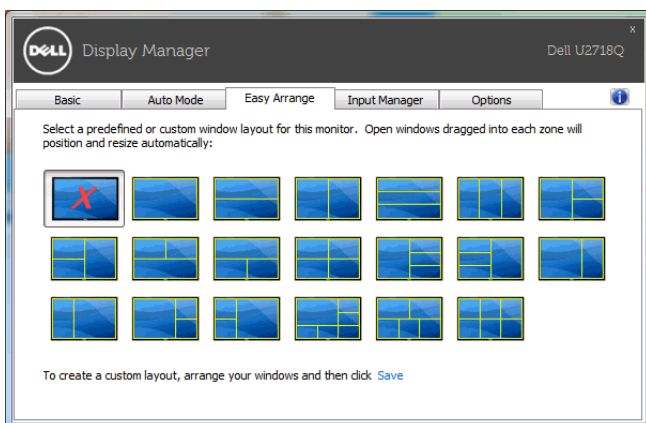 x
DELL
Display Manager
Dell U2718Q
Basic
Auto Mode
Easy Arrange
Input Manager
Options
i
Select a predefined or custom window layout for this monitor. Open windows dragged into each zone will
position and resize automatically:
X
To create a custom layout, arrange your windows and then click Save